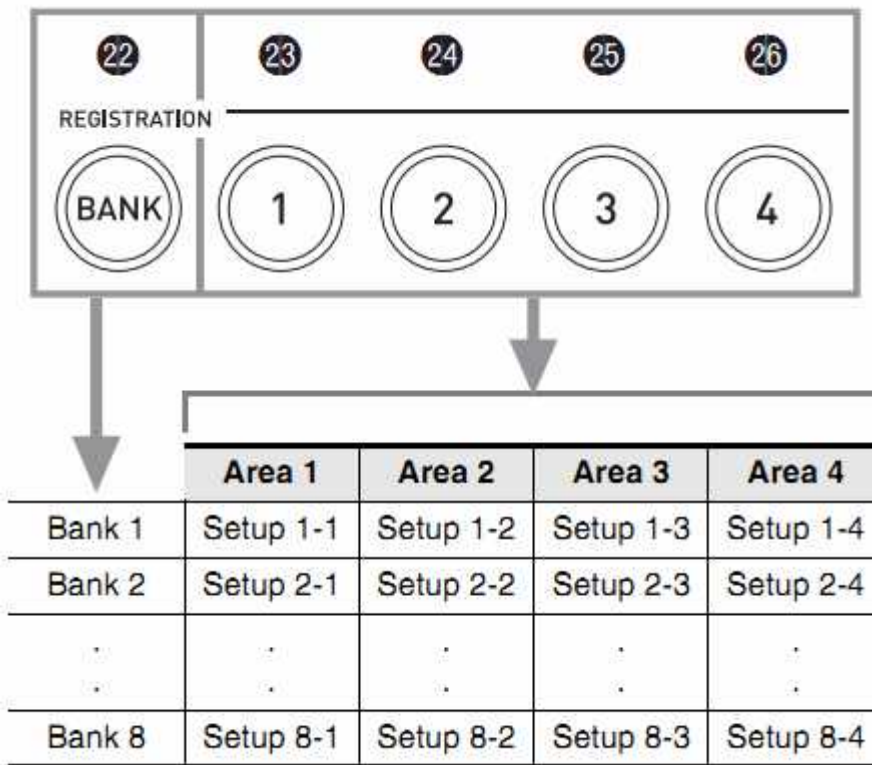 22 23 24 25 26
REGISTRATION
BANK 1 2 3 4
Area 1 Area 2 Area 3 Area 4
Bank 1 Setup 1-1 Setup 1-2 Setup 1-3 Setup 1-4
Bank 2 Setup 2-1 Setup 2-2 Setup 2-3 Setup 2-4
. . . . .
. . . . .
Bank 8 Setup 8-1 Setup 8-2 Setup 8-3 Setup 8-4